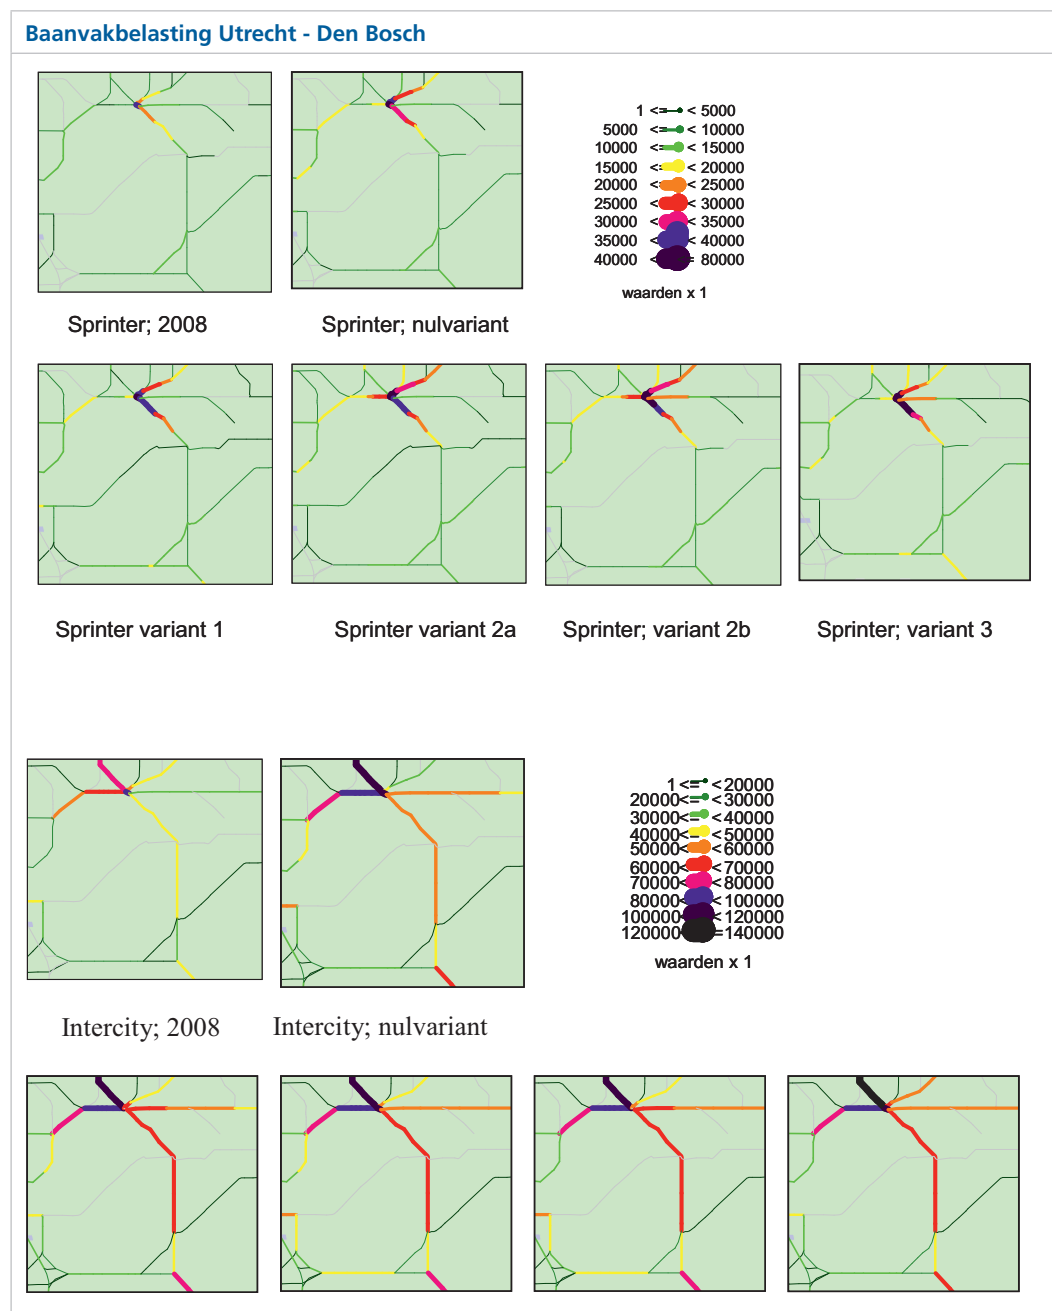 Baanvakbelasting Utrecht - Den Bosch
1 <= < 5000
5000 <= < 10000
10000 <= < 15000
15000 <= < 20000
20000 <= < 25000
25000 <= < 30000
30000 <= < 35000
35000 <= < 40000
40000 <= <= 80000
waarden x 1
Sprinter; 2008
Sprinter; nulvariant
Sprinter variant 1
Sprinter variant 2a
Sprinter; variant 2b
Sprinter; variant 3
1 <= < 20000
20000 <= < 30000
30000 <= < 40000
40000 <= < 50000
50000 <= < 60000
60000 <= < 70000
70000 <= < 80000
80000 <= < 100000
100000 <= < 120000
120000 <= <= 140000
waarden x 1
Intercity; 2008
Intercity; nulvariant